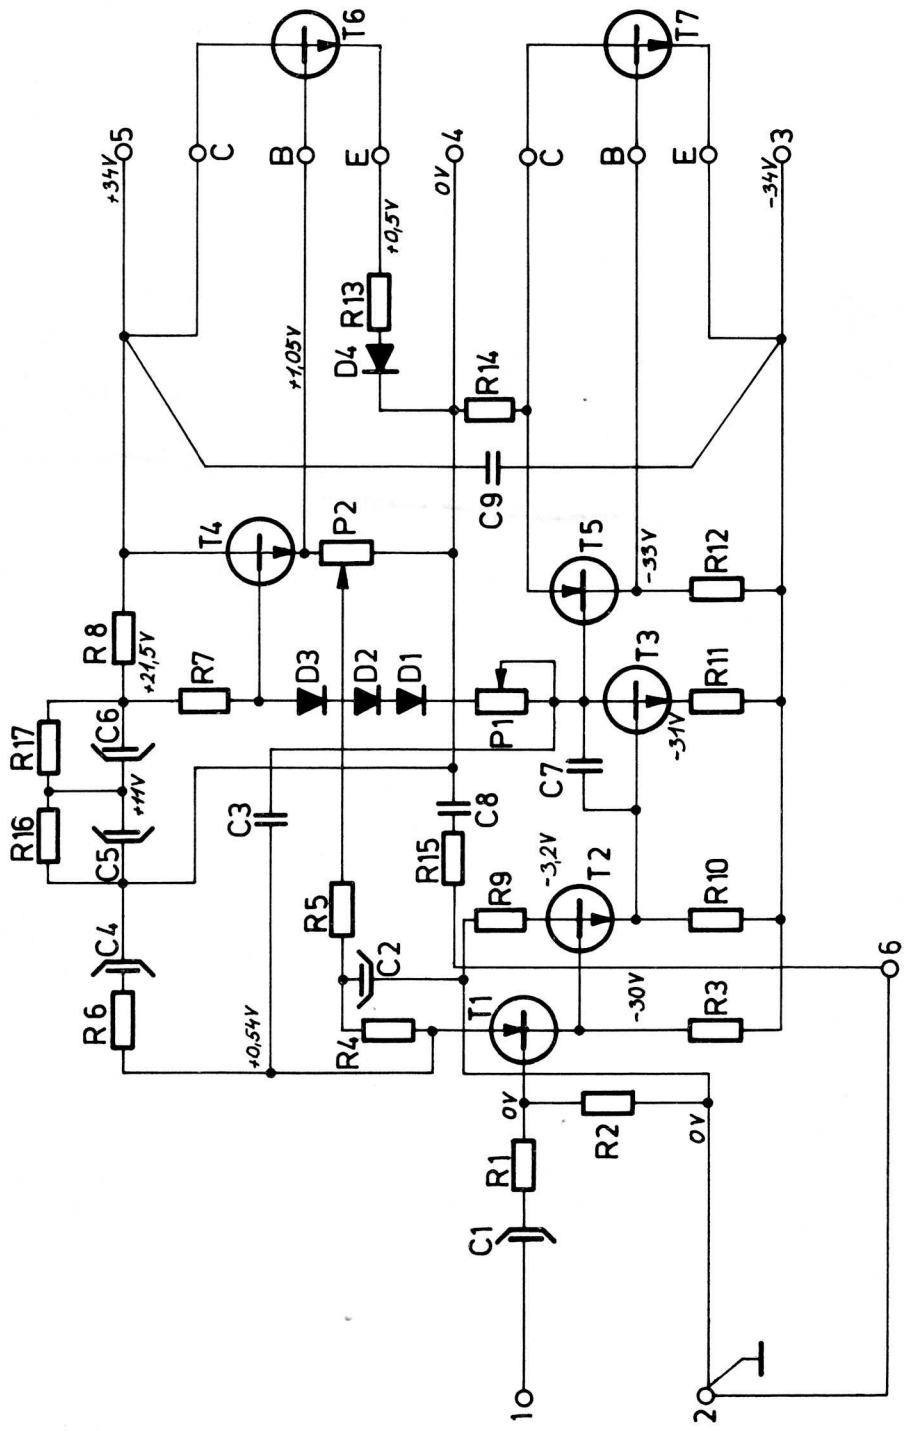 R17
R16
C6
+11V
C5
R8
+21,5V
+34V
5
C4
R6
+0,54V
R7
T4
C
T6
+1,05V
B
C3
D3
D2
D1
P2
D4
R13
+0,5V
E
R5
R4
C2
P1
C8
R15
0V
4
R14
C9
T1
R9
C7
T5
C
T7
C1
1
R1
0V
R2
-3,2V
T2
T3
-33V
B
-30V
-31V
R3
R10
R11
R12
E
0V
2
-34V
3
6